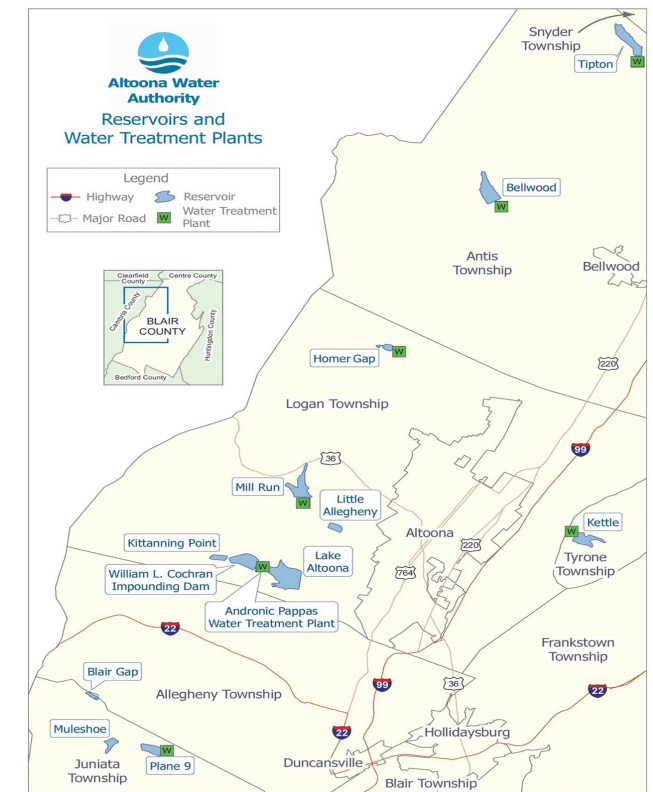 Altoona Water
Authority
Reservoirs and
Water Treatment Plants
Legend
Highway
Reservoir
Major Road
W
Water Treatment
Plant
Clearfield
County
Centre County
Cambria County
BLAIR
COUNTY
Huntingdon County
Bedford County
Snyder
Township
Tipton
W
Bellwood
W
Antis
Township
Bellwood
Homer Gap
W
220
Logan Township
99
36
Mill Run
W
Little
Allegheny
Kettle
W
Altoona
Kittanning Point
220
Tyrone
Township
William L. Cochran
Impounding Dam
W
Lake
Altoona
764
Andronic Pappas
Water Treatment Plant
22
Frankstown
Township
Blair Gap
Allegheny Township
99
36
22
Muleshoe
22
Hollidaysburg
W
Juniata
Township
Plane 9
Duncansville
Blair Township